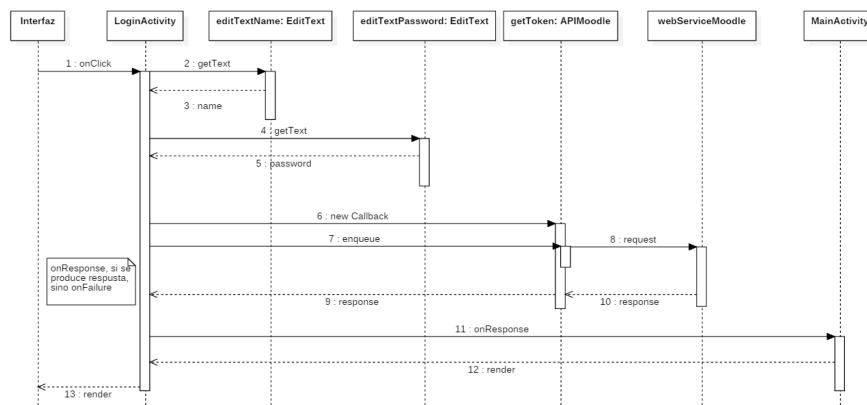 Interfaz
LoginActivity
editTextName: EditText
editTextPassword: EditText
getToken: APIMoodle
webServiceMoodle
MainActivity
1 : onClick
2 : getText
3 : name
4 : getText
5 : password
6 : new Callback
7 : enqueue
8 : request
onResponse, si se
produce respusta,
sino onFailure
9 : response
10 : response
11 : onResponse
12 : render
13 : render